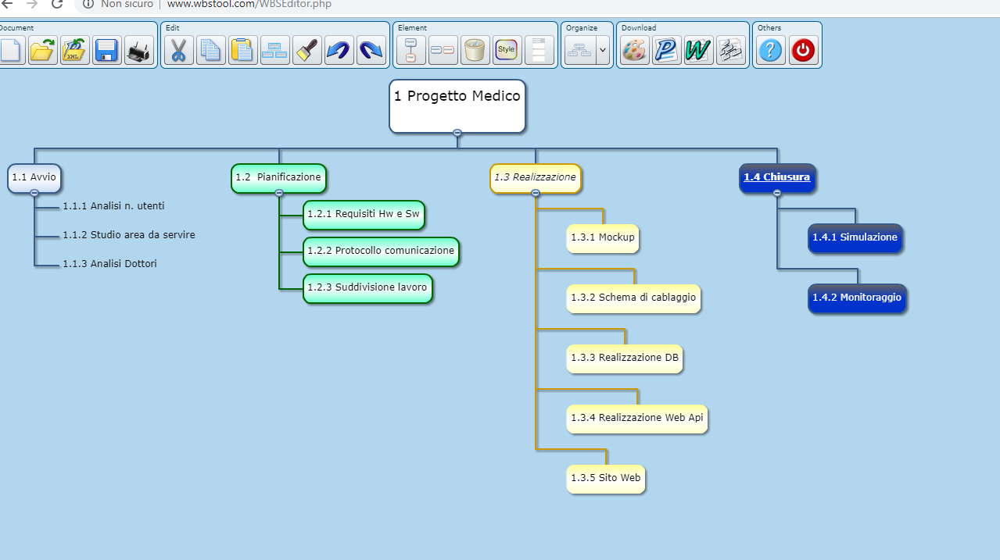 Non sicuro
www.wbstool.com/WBSEditor.php
Document
Edit
Element
Organize
Download
Others
XML
Style
P
W
?
1 Progetto Medico
1.1 Avvio
1.1.1 Analisi n. utenti
1.1.2 Studio area da servire
1.1.3 Analisi Dottori
1.2 Pianificazione
1.2.1 Requisiti Hw e Sw
1.2.2 Protocollo comunicazione
1.2.3 Suddivisione lavoro
1.3 Realizzazione
1.3.1 Mockup
1.3.2 Schema di cablaggio
1.3.3 Realizzazione DB
1.3.4 Realizzazione Web Api
1.3.5 Sito Web
1.4 Chiusura
1.4.1 Simulazione
1.4.2 Monitoraggio